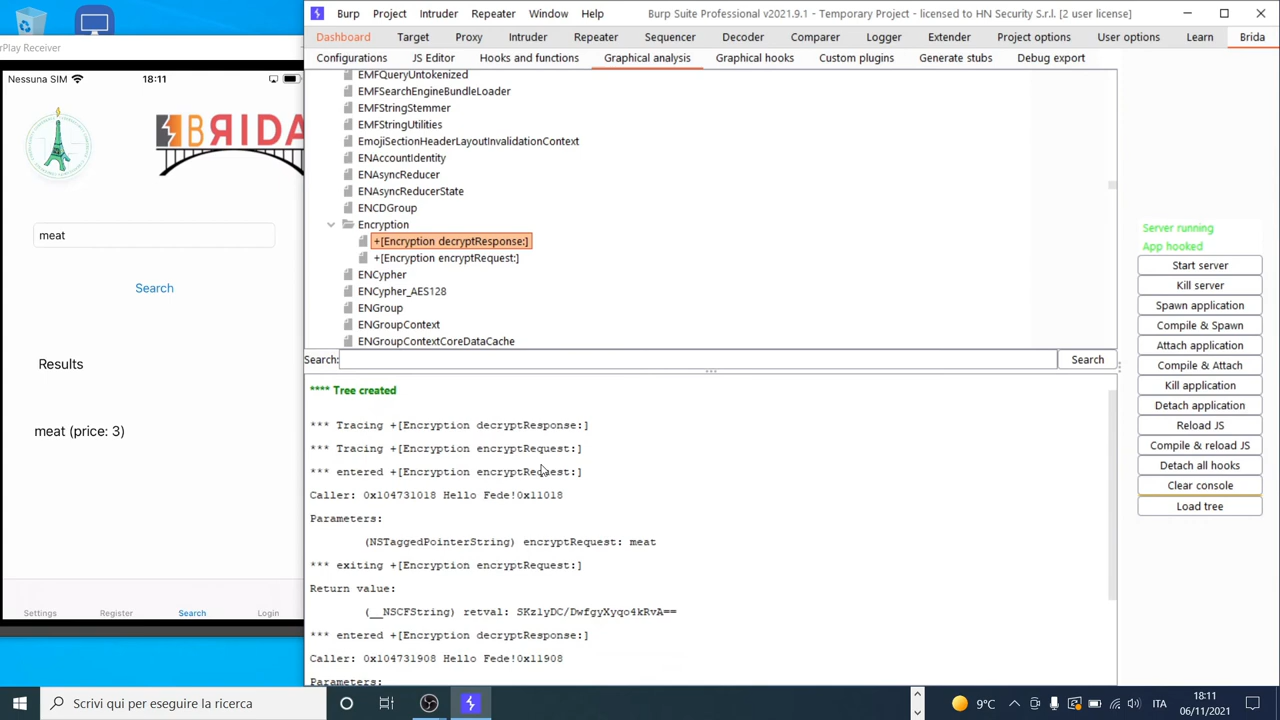 Burp Project Intruder Repeater Window Help Burp Suite Professional v2021.9.1 - Temporary Project - licensed to HN Security S.r.l. [2 user license]
Dashboard Target Proxy Intruder Repeater Sequencer Decoder Comparer Logger Extender Project options User options Learn Brida
Configurations JS Editor Hooks and functions Graphical analysis Graphical hooks Custom plugins Generate stubs Debug export
rPlay Receiver
Nessuna SIM 18:11
BRIDA
meat
Search
Results
meat (price: 3)
Settings Register Search Login
EMFQueryUntokenized
EMFSearchEngineBundleLoader
EMFStringStemmer
EMFStringUtilities
EmojiSectionHeaderLayoutInvalidationContext
ENAccountIdentity
ENAsyncReducer
ENAsyncReducerState
ENCDGroup
Encryption
+[Encryption decryptResponse:]
+[Encryption encryptRequest:]
ENCypher
ENCypher_AES128
ENGroup
ENGroupContext
ENGroupContextCoreDataCache
Search: Search
**** Tree created
*** Tracing +[Encryption decryptResponse:]
*** Tracing +[Encryption encryptRequest:]
*** entered +[Encryption encryptRequest:]
Caller: 0x104731018 Hello Fede!0x11018
Parameters:
(NSTaggedPointerString) encryptRequest: meat
*** exiting +[Encryption encryptRequest:]
Return value:
(__NSCFString) retval: SKzlyDC/DwfgyXyqo4kRvA==
*** entered +[Encryption decryptResponse:]
Caller: 0x104731908 Hello Fede!0x11908
Parameters:
Server running
App hooked
Start server
Kill server
Spawn application
Compile & Spawn
Attach application
Compile & Attach
Kill application
Detach application
Reload JS
Compile & reload JS
Detach all hooks
Clear console
Load tree
Scrivi qui per eseguire la ricerca
9°C ITA 18:11
06/11/2021